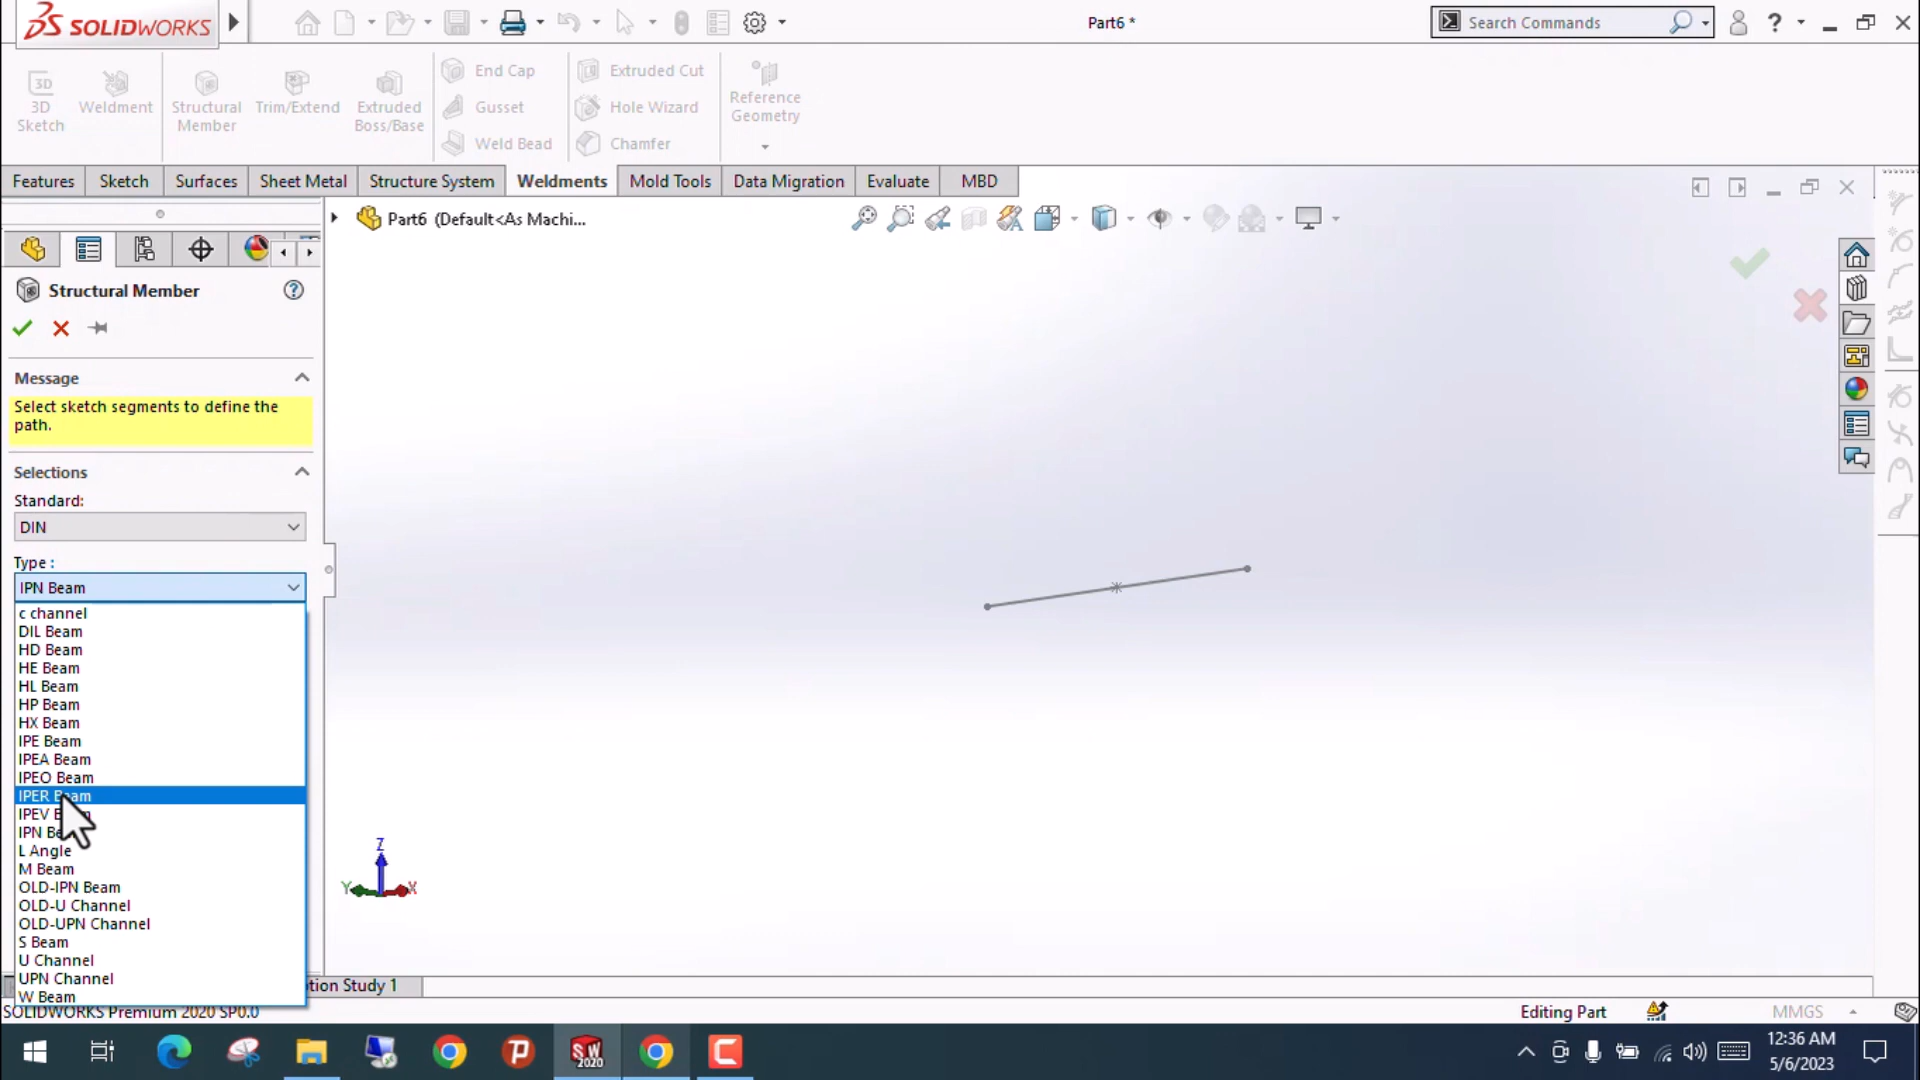 SOLIDWORKS
Part6 *
Search Commands
3D Sketch
Weldment
Structural Member
Trim/Extend
Extruded Boss/Base
End Cap
Gusset
Weld Bead
Extruded Cut
Hole Wizard
Chamfer
Reference Geometry
Features
Sketch
Surfaces
Sheet Metal
Structure System
Weldments
Mold Tools
Data Migration
Evaluate
MBD
Part6 (Default<As Machi...
Structural Member
Message
Select sketch segments to define the
path.
Selections
Standard:
DIN
Type :
IPN Beam
c channel
DIL Beam
HD Beam
HE Beam
HL Beam
HP Beam
HX Beam
IPE Beam
IPEA Beam
IPEO Beam
IPER Beam
IPEV
IPN
L Angle
M Beam
OLD-IPN Beam
OLD-U Channel
OLD-UPN Channel
S Beam
U Channel
UPN Channel
W Beam
Z
Y
X
Study 1
SOLIDWORKS Premium 2020 SP0.0
Editing Part
MMGS
SW
2020
12:36 AM
5/6/2023